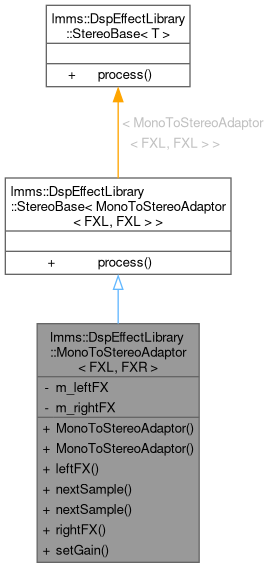 lmms::DspEffectLibrary
::StereoBase< T >
+ process()
< MonoToStereoAdaptor
< FXL, FXL > >
lmms::DspEffectLibrary
::StereoBase< MonoToStereoAdaptor
< FXL, FXL > >
+ process()
lmms::DspEffectLibrary
::MonoToStereoAdaptor
< FXL, FXR >
- m_leftFX
- m_rightFX
+ MonoToStereoAdaptor()
+ MonoToStereoAdaptor()
+ leftFX()
+ nextSample()
+ nextSample()
+ rightFX()
+ setGain()